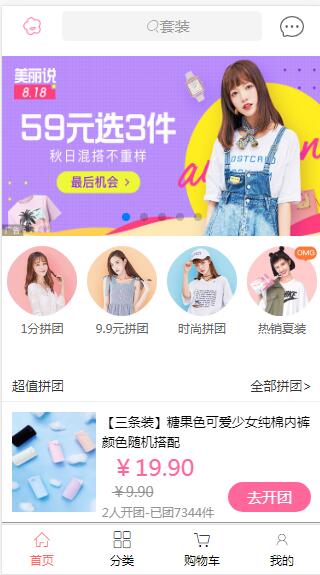 套装
美丽说
8.18
59元选3件
秋日混搭不重样
最后机会 >
POSTCARD
广告
OMG
1分拼团
9.9元拼团
时尚拼团
热销夏装
超值拼团
全部拼团>
【三条装】糖果色可爱少女纯棉内裤
颜色随机搭配
￥19.90
￥9.90
去开团
2人开团-已团7344件
首页
分类
购物车
我的